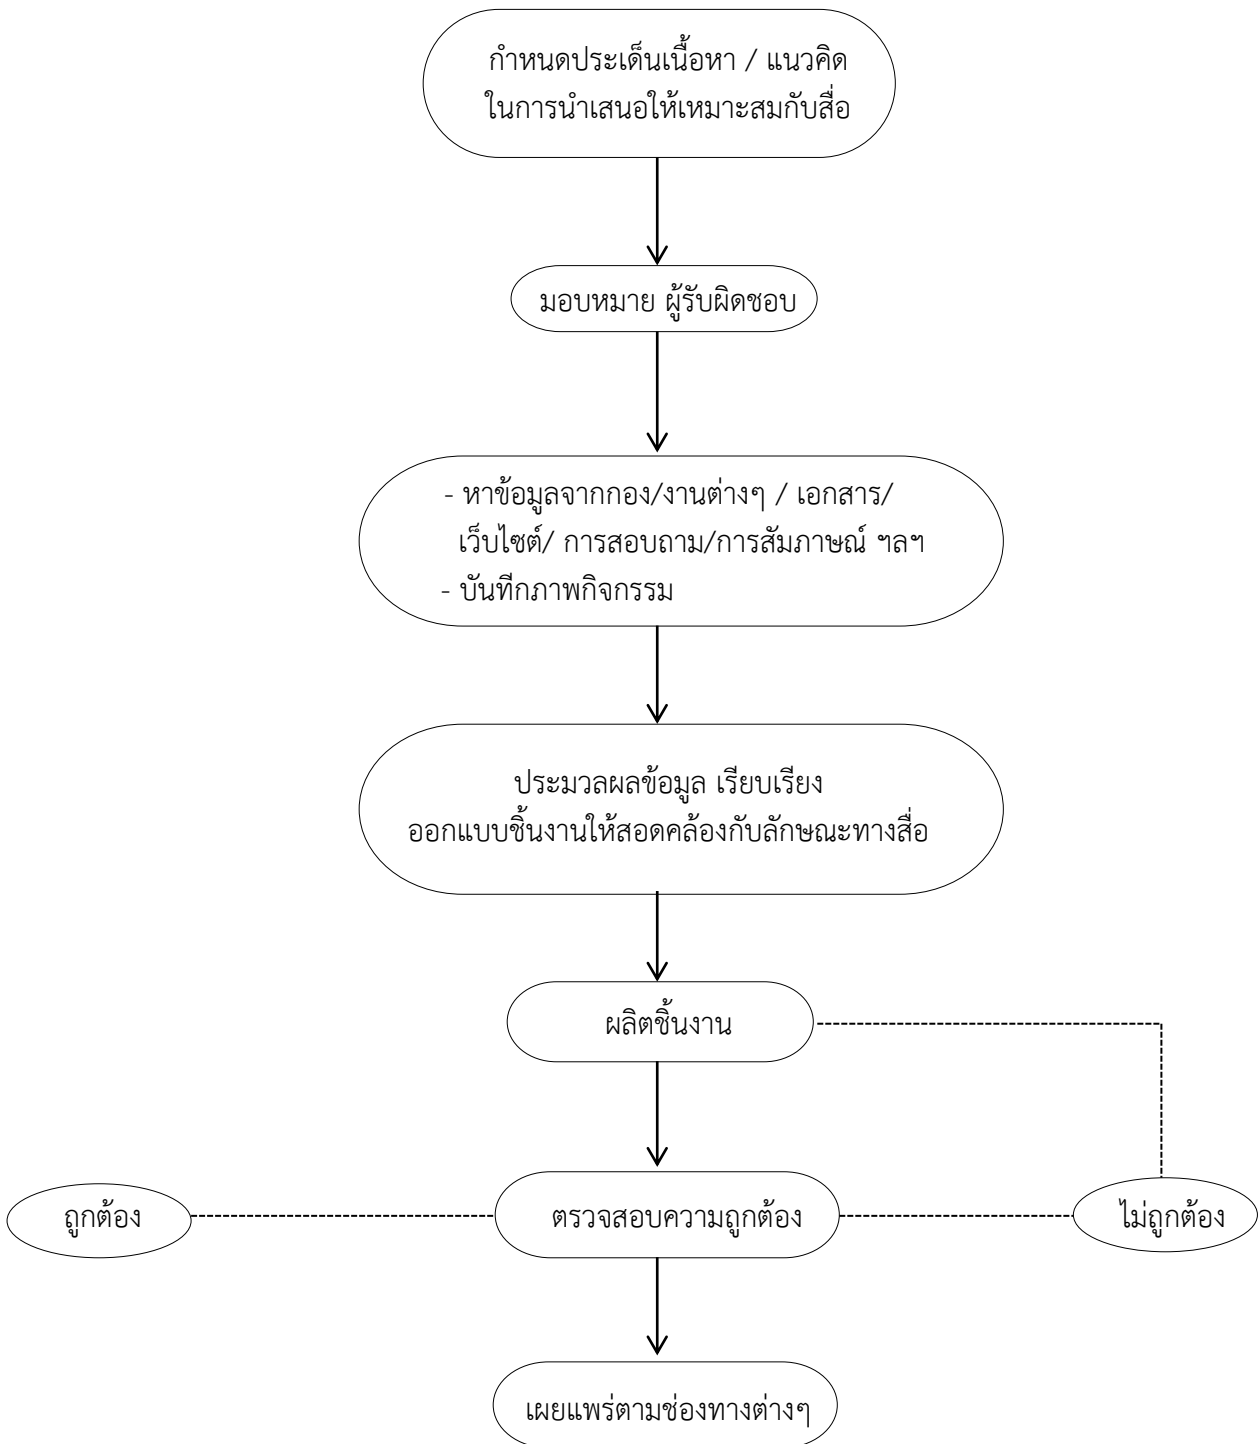 กำหนดประเด็นเนื้อหา / แนวคิด
ในการนำเสนอให้เหมาะสมกับสื่อ
มอบหมาย ผู้รับผิดชอบ
- หาข้อมูลจากกอง/งานต่างๆ / เอกสาร/
เว็บไซต์/ การสอบถาม/การสัมภาษณ์ ฯลฯ
- บันทึกภาพกิจกรรม
ประมวลผลข้อมูล เรียบเรียง
ออกแบบชิ้นงานให้สอดคล้องกับลักษณะทางสื่อ
ผลิตชิ้นงาน
ถูกต้อง
ตรวจสอบความถูกต้อง
ไม่ถูกต้อง
เผยแพร่ตามช่องทางต่างๆ